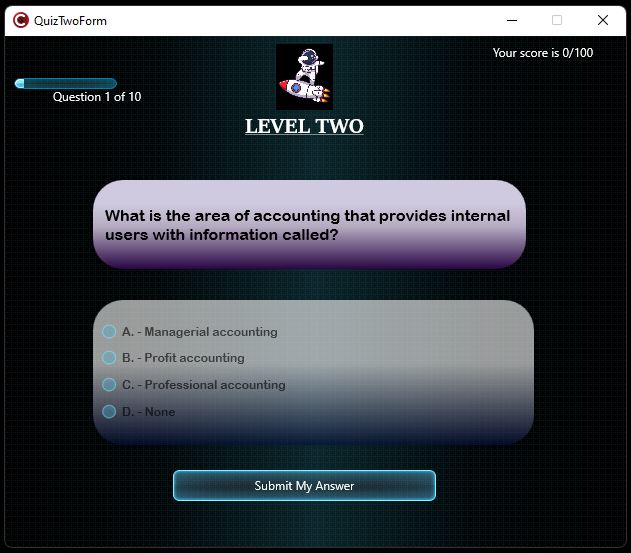 QuizTwoForm
Your score is 0/100
Question 1 of 10
LEVEL TWO
What is the area of accounting that provides internal
users with information called?
A. - Managerial accounting
B. - Profit accounting
C. - Professional accounting
D. - None
Submit My Answer